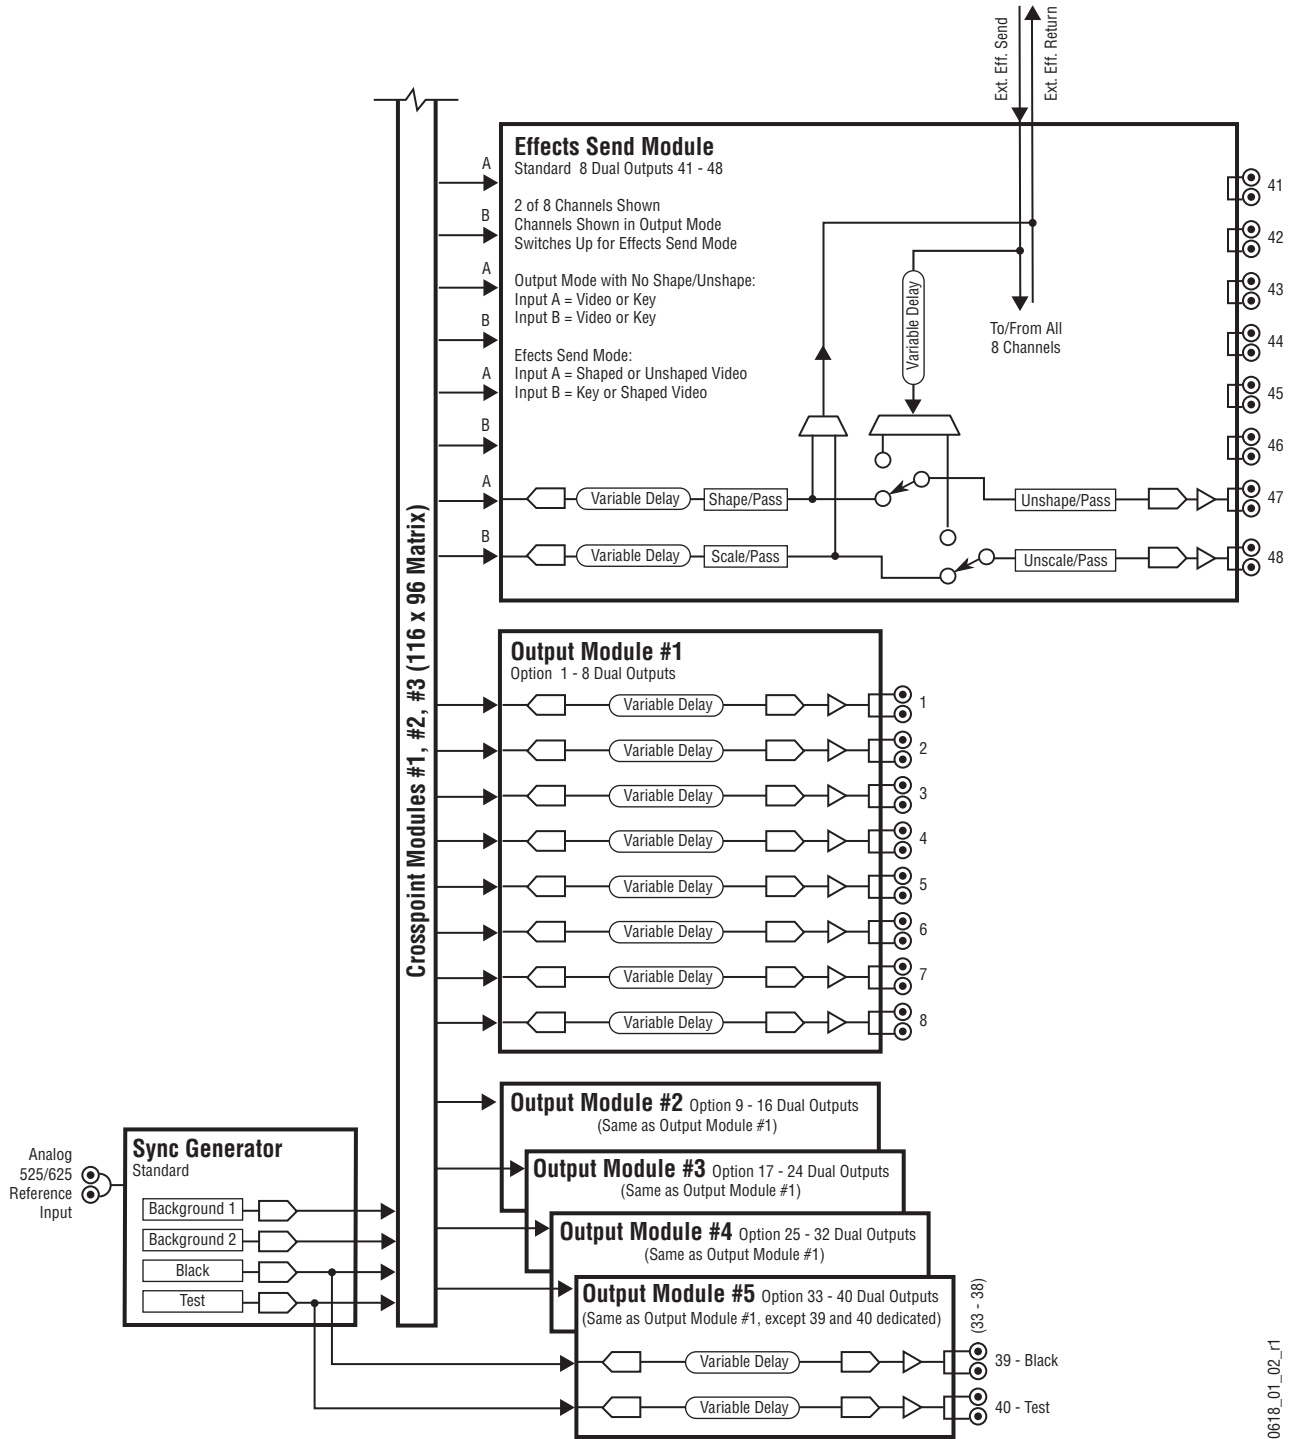 Ext. Eff. Send
Ext. Eff. Return
Effects Send Module
Standard 8 Dual Outputs 41 - 48
2 of 8 Channels Shown
Channels Shown in Output Mode
Switches Up for Effects Send Mode
Output Mode with No Shape/Unshape:
Input A = Video or Key
Input B = Video or Key
Efects Send Mode:
Input A = Shaped or Unshaped Video
Input B = Key or Shaped Video
A
B
A
B
A
B
A
B
Variable Delay
To/From All
8 Channels
Variable Delay
Shape/Pass
Unshape/Pass
Variable Delay
Scale/Pass
Unscale/Pass
41
42
43
44
45
46
47
48
Crosspoint Modules #1, #2, #3 (116 x 96 Matrix)
Output Module #1
Option 1 - 8 Dual Outputs
Variable Delay
1
Variable Delay
2
Variable Delay
3
Variable Delay
4
Variable Delay
5
Variable Delay
6
Variable Delay
7
Variable Delay
8
Output Module #2 Option 9 - 16 Dual Outputs
(Same as Output Module #1)
Output Module #3 Option 17 - 24 Dual Outputs
(Same as Output Module #1)
Output Module #4 Option 25 - 32 Dual Outputs
(Same as Output Module #1)
Output Module #5 Option 33 - 40 Dual Outputs
(Same as Output Module #1, except 39 and 40 dedicated)
(33 - 38)
Variable Delay
39 - Black
Variable Delay
40 - Test
Analog
525/625
Reference
Input
Sync Generator
Standard
Background 1
Background 2
Black
Test
0618_01_02_r1